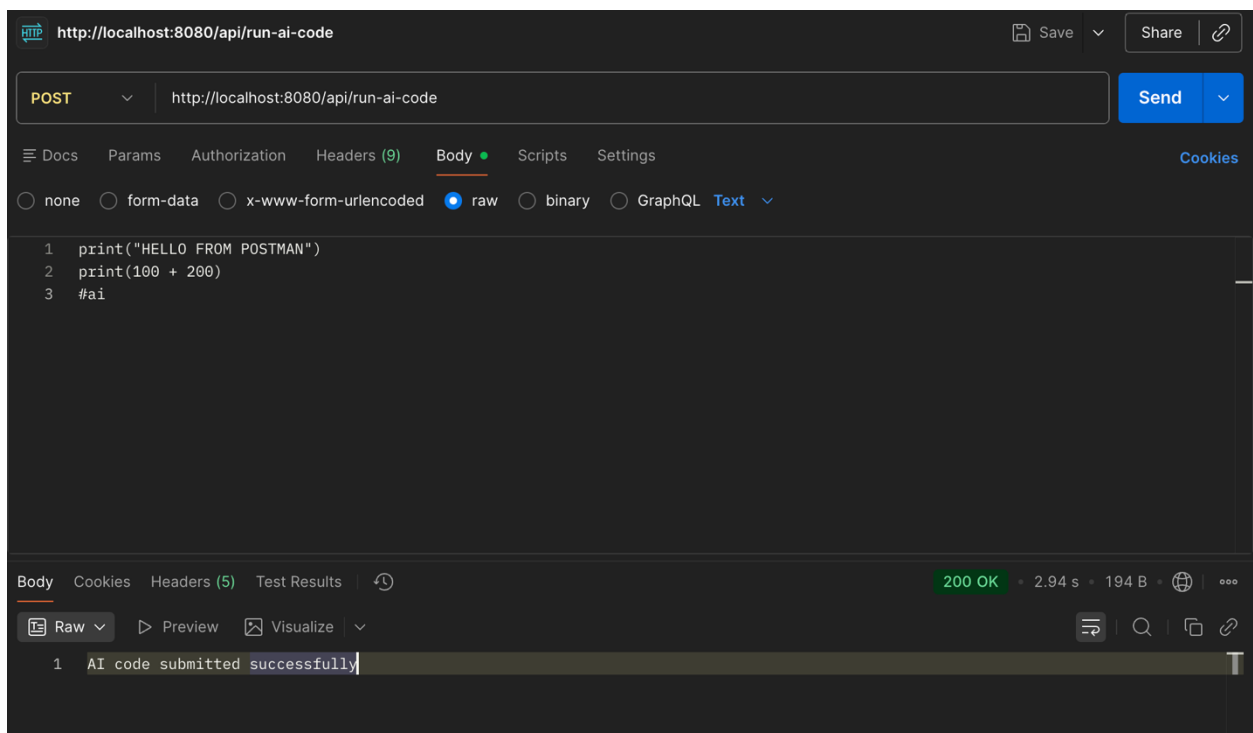 HTTP http://localhost:8080/api/run-ai-code Save Share
POST http://localhost:8080/api/run-ai-code Send
Docs Params Authorization Headers (9) Body Scripts Settings Cookies
none form-data x-www-form-urlencoded raw binary GraphQL Text
1 print("HELLO FROM POSTMAN")
2 print(100 + 200)
3 #ai
Body Cookies Headers (5) Test Results 200 OK • 2.94 s • 194 B •
Raw Preview Visualize
1 AI code submitted successfully